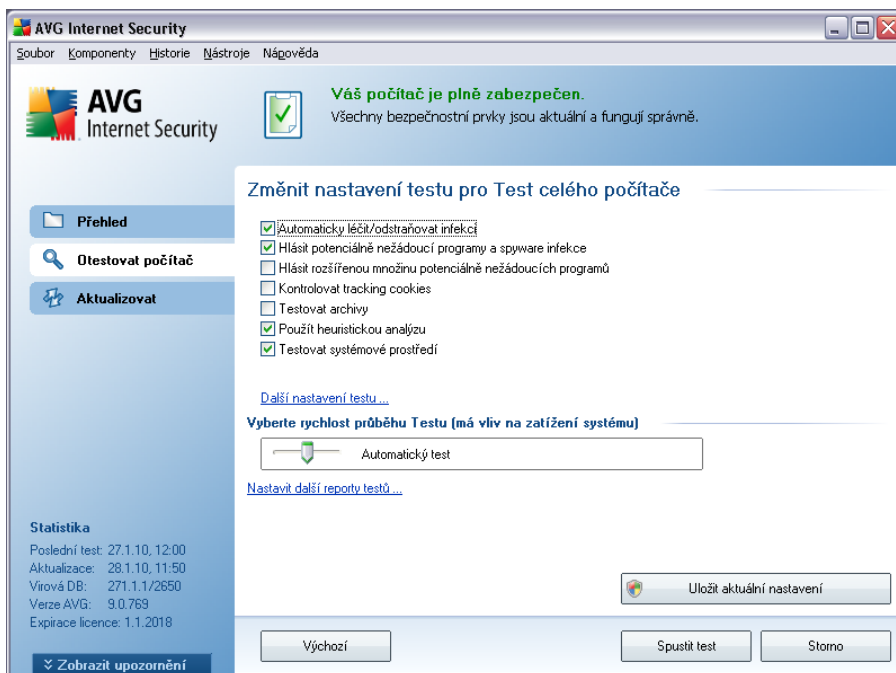 AVG Internet Security
Soubor Komponenty Historie Nástroje Nápověda
AVG
Internet Security
Váš počítač je plně zabezpečen.
Všechny bezpečnostní prvky jsou aktuální a fungují správně.
Přehled
Otestovat počítač
Aktualizovat
Změnit nastavení testu pro Test celého počítače
Automaticky léčit/odstraňovat infekci
Hlásit potenciálně nežádoucí programy a spyware infekce
Hlásit rozšířenou množinu potenciálně nežádoucích programů
Kontrolovat tracking cookies
Testovat archivy
Použít heuristickou analýzu
Testovat systémové prostředí
Další nastavení testu ...
Vyberte rychlost průběhu Testu (má vliv na zatížení systému)
Automatický test
Nastavit další reporty testů ...
Statistika
Poslední test: 27.1.10, 12:00
Aktualizace: 28.1.10, 11:50
Virová DB: 271.1.1/2650
Verze AVG: 9.0.769
Expirace licence: 1.1.2018
Zobrazit upozornění
Uložit aktuální nastavení
Výchozí
Spustit test
Storno